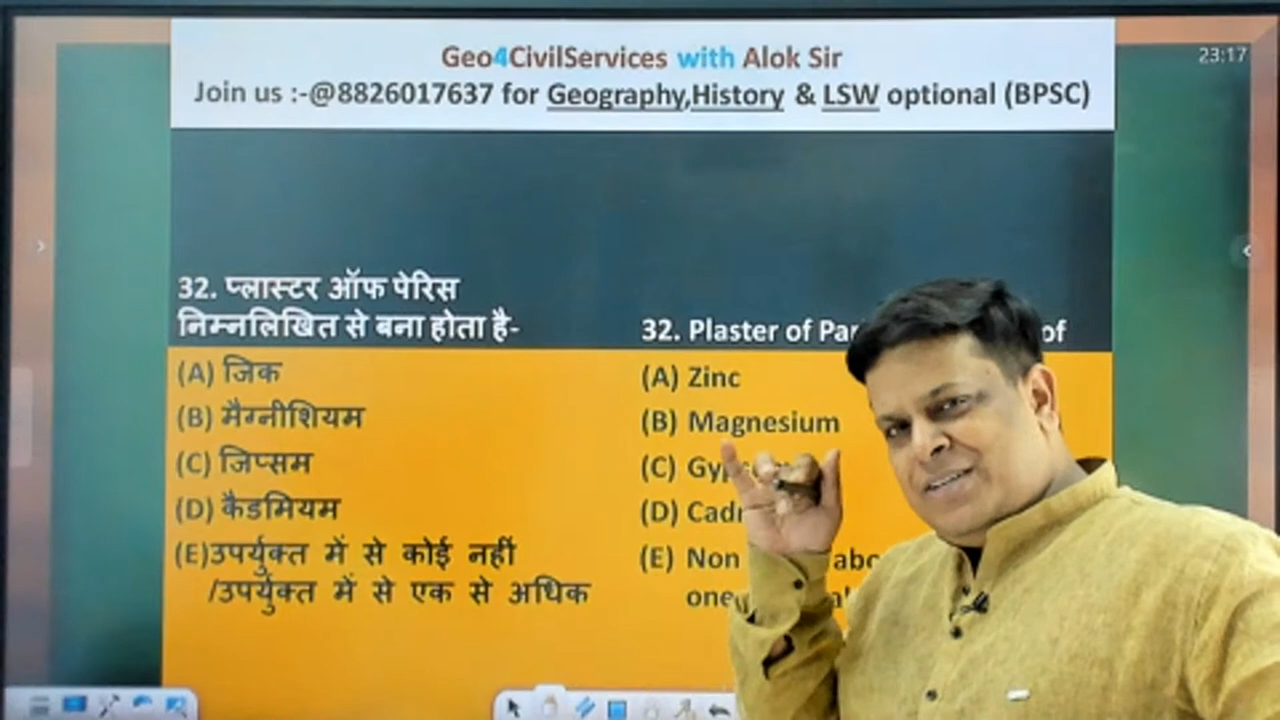 Geo4CivilServices with Alok Sir
Join us :-@8826017637 for Geography,History & LSW optional (BPSC)
23:17
32. प्लास्टर ऑफ पेरिस
निम्नलिखित से बना होता है-
(A) जिक
(B) मैग्नीशियम
(C) जिप्सम
(D) कैडमियम
(E)उपर्युक्त में से कोई नहीं
/उपर्युक्त में से एक से अधिक
32. Plaster of Par of
(A) Zinc
(B) Magnesium
(C) Gyp
(D) Cad
(E) Non abo
one